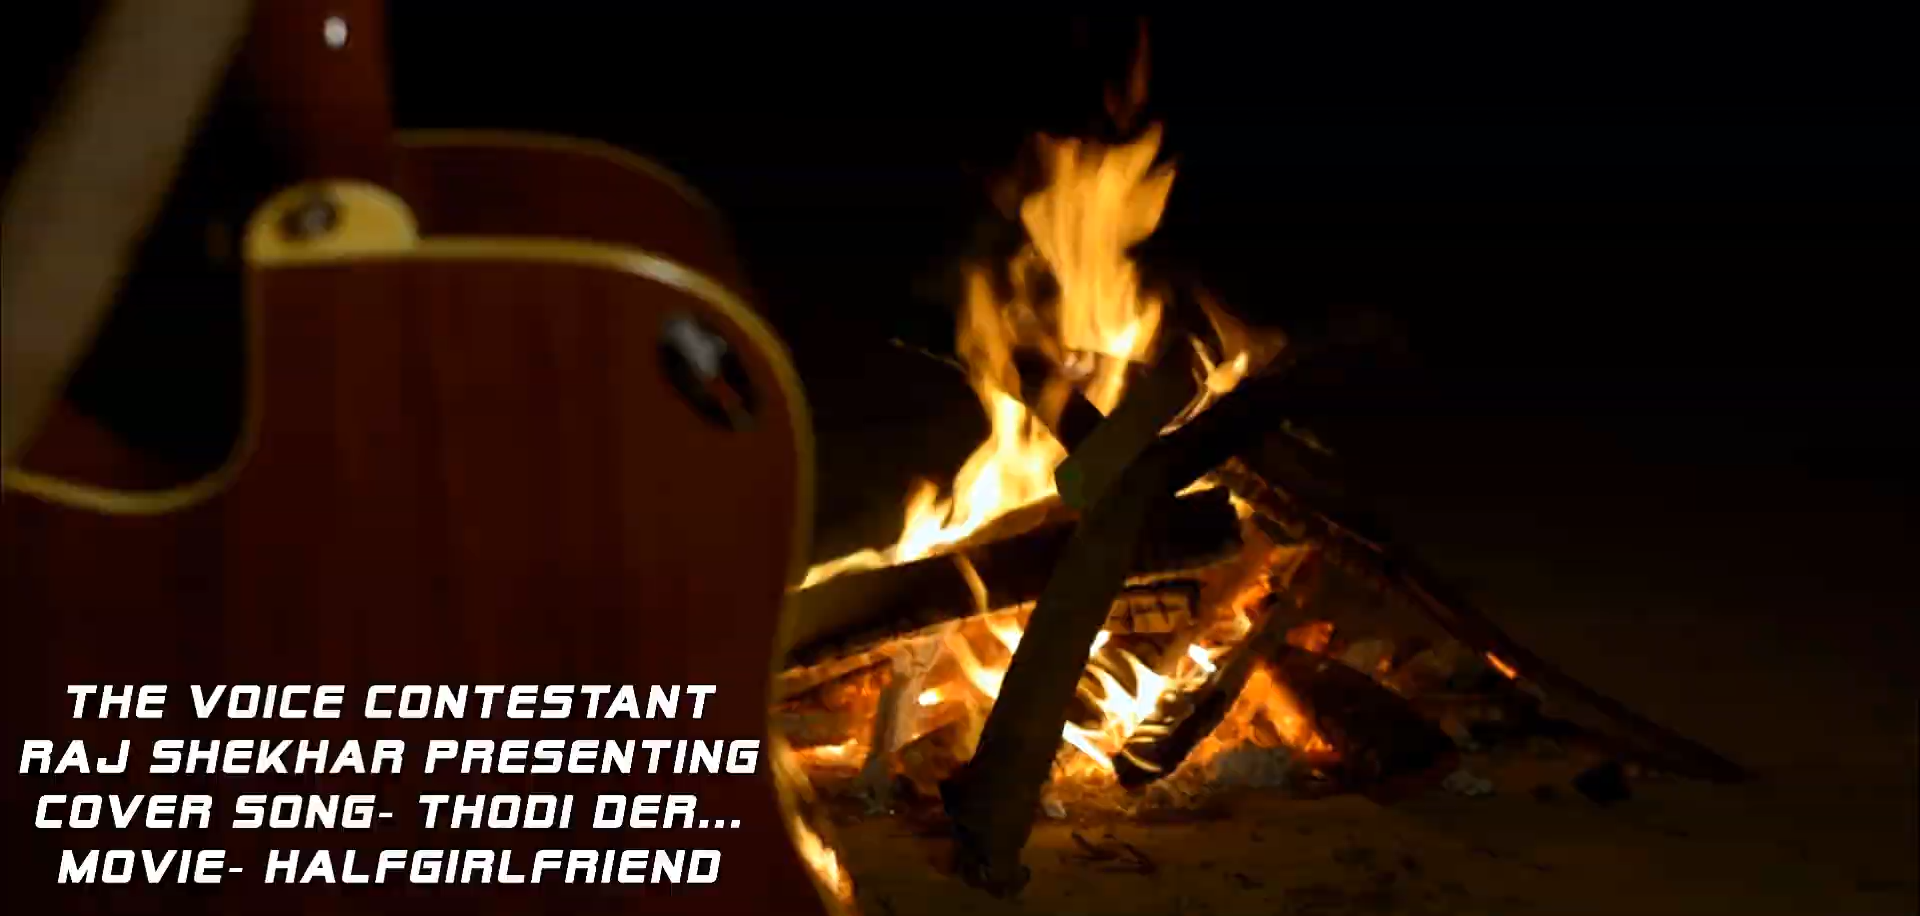 THE VOICE CONTESTANT
RAJ SHEKHAR PRESENTING
COVER SONG- THODI DER...
MOVIE- HALFGIRLFRIEND